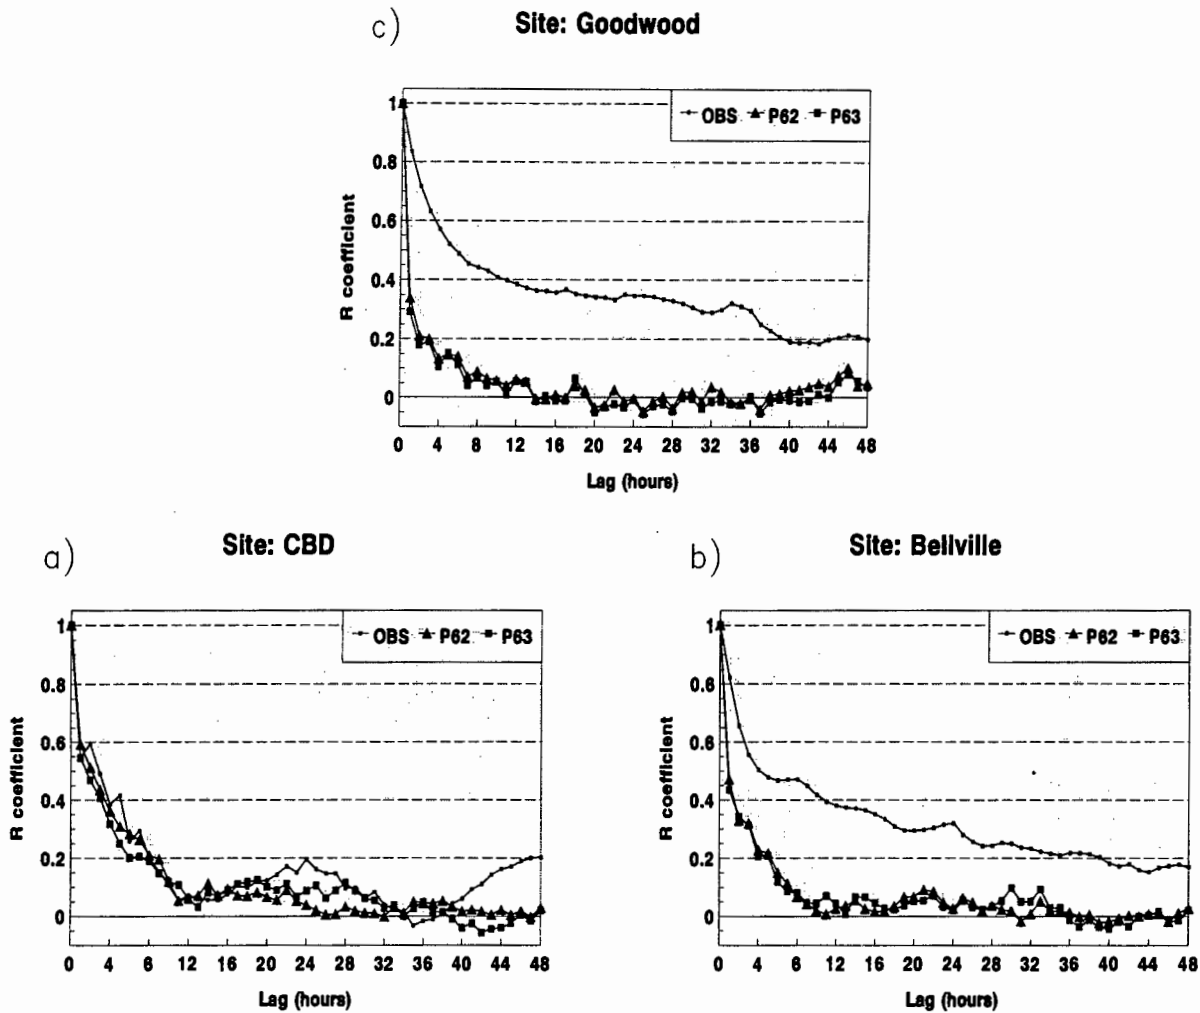 c)
Site: Goodwood
OBS P62 P63
1
0.8
0.6
0.4
0.2
0
R coefficient
0 4 8 12 16 20 24 28 32 36 40 44 48
Lag (hours)
a)
Site: CBD
OBS P62 P63
1
0.8
0.6
0.4
0.2
0
R coefficient
0 4 6 12 16 20 24 28 32 36 40 44 48
Lag (hours)
b)
Site: Bellville
OBS P62 P63
1
0.8
0.6
0.4
0.2
0
R coefficient
0 4 6 12 16 20 24 28 32 36 40 44 48
Lag (hours)